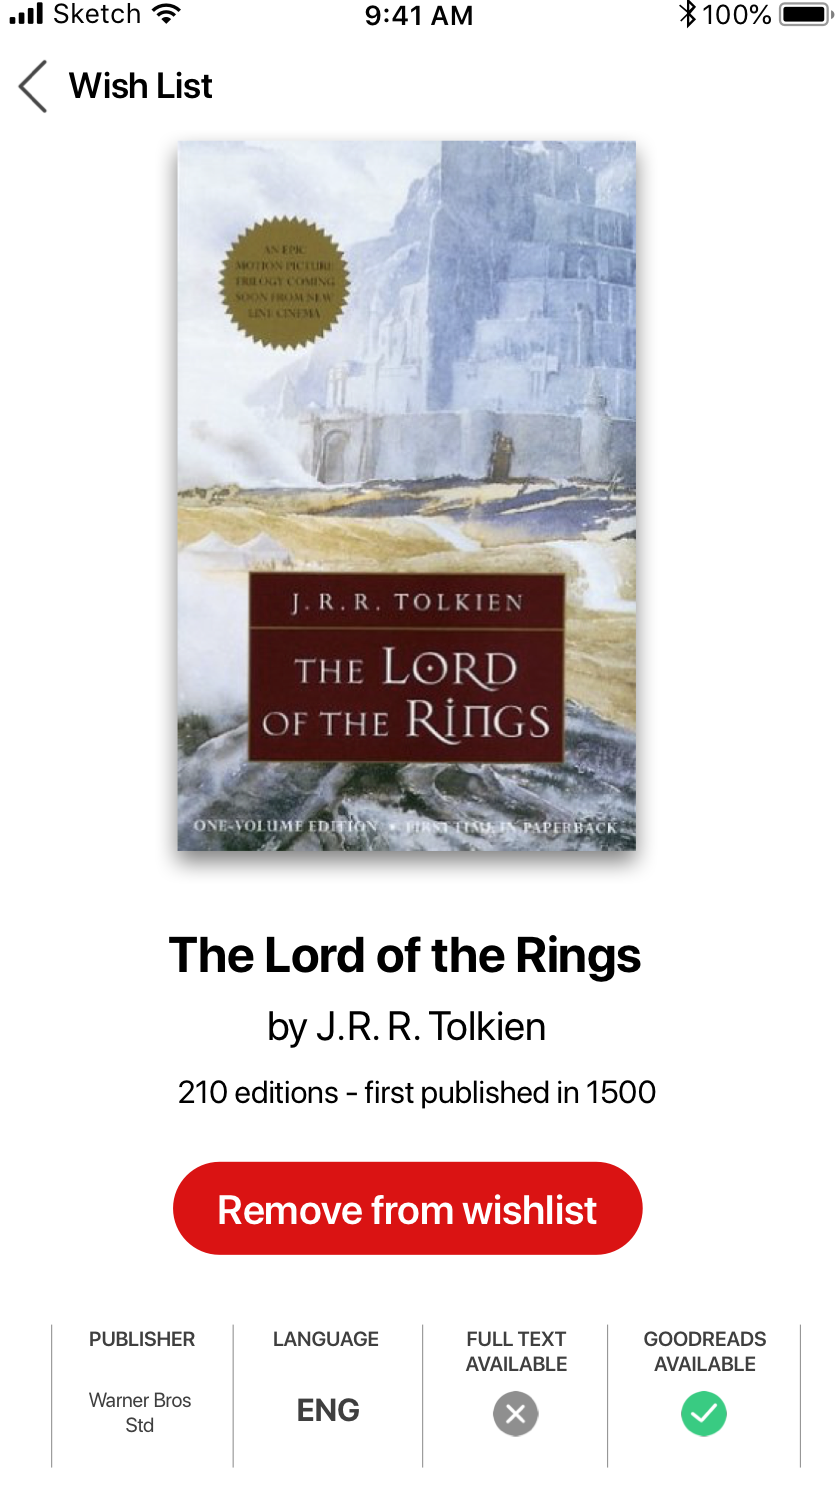 Sketch 9:41 AM 100%
Wish List
AN EPIC
MOTION PICTURE
TRILOGY COMING
SOON FROM NEW
LINE CINEMA
J.R.R. TOLKIEN
THE LORD
OF THE RINGS
ONE-VOLUME EDITION • FIRST TIME IN PAPERBACK
The Lord of the Rings
by J.R. R. Tolkien
210 editions - first published in 1500
Remove from wishlist
PUBLISHER
Warner Bros
Std
LANGUAGE
ENG
FULL TEXT
AVAILABLE
GOODREADS
AVAILABLE